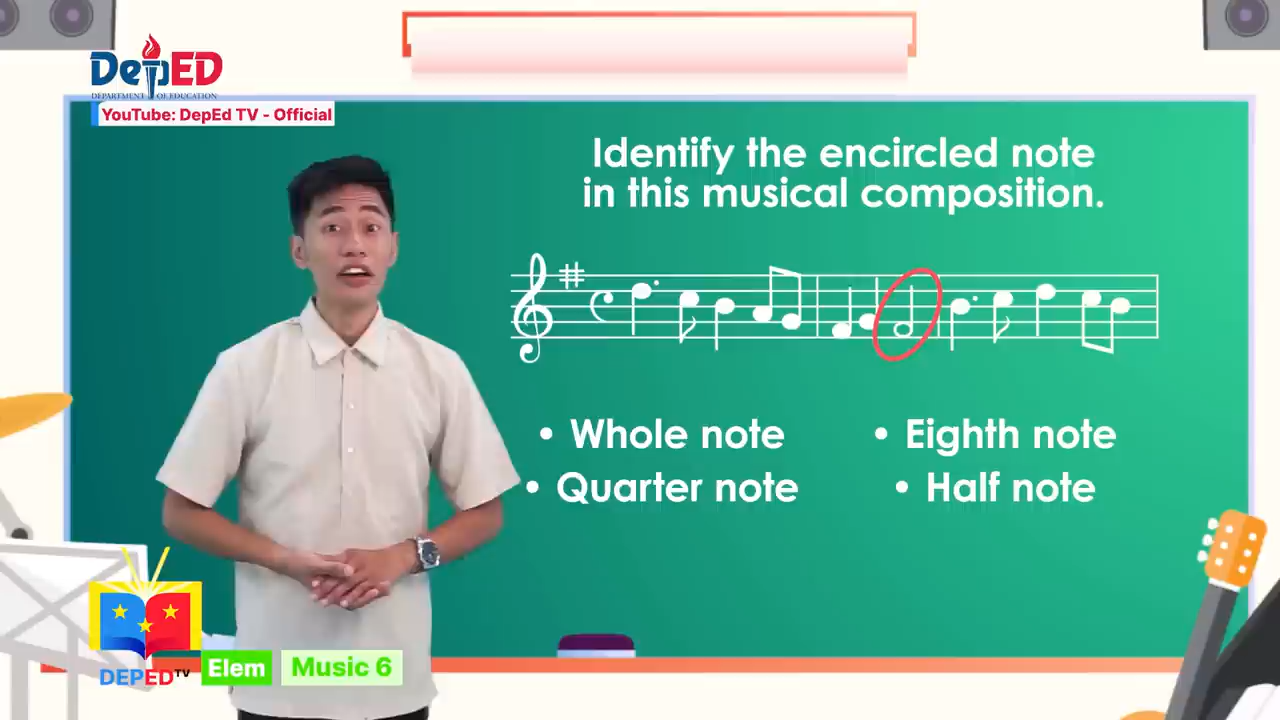 DepED
DEPARTMENT OF EDUCATION
YouTube: DepEd TV - Official
Identify the encircled note
in this musical composition.
• Whole note
• Eighth note
• Quarter note
• Half note
DEPED TV
Elem
Music 6